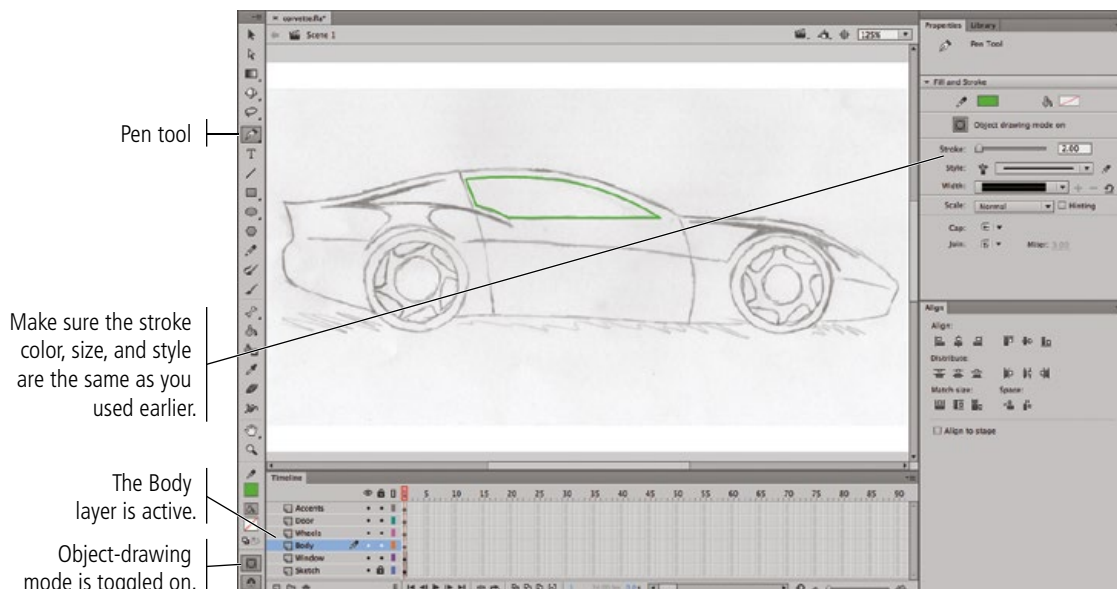 corvette.fla*
Scene 1
125%
Pen tool
Make sure the stroke
color, size, and style
are the same as you
used earlier.
The Body
layer is active.
Object-drawing
mode is toggled on.
Properties Library
Pen Tool
Fill and Stroke
Object drawing mode on
Stroke: 2.00
Style:
Width:
Scale: Normal Hinting
Cap:
Join: Miter: 3.00
Align
Align:
Distribute:
Match size: Space:
Align to stage
Timeline
5 10 15 20 25 30 35 40 45 50 55 60 65 70 75 80 85 90
Accents
Door
Wheels
Body
Window
Sketch